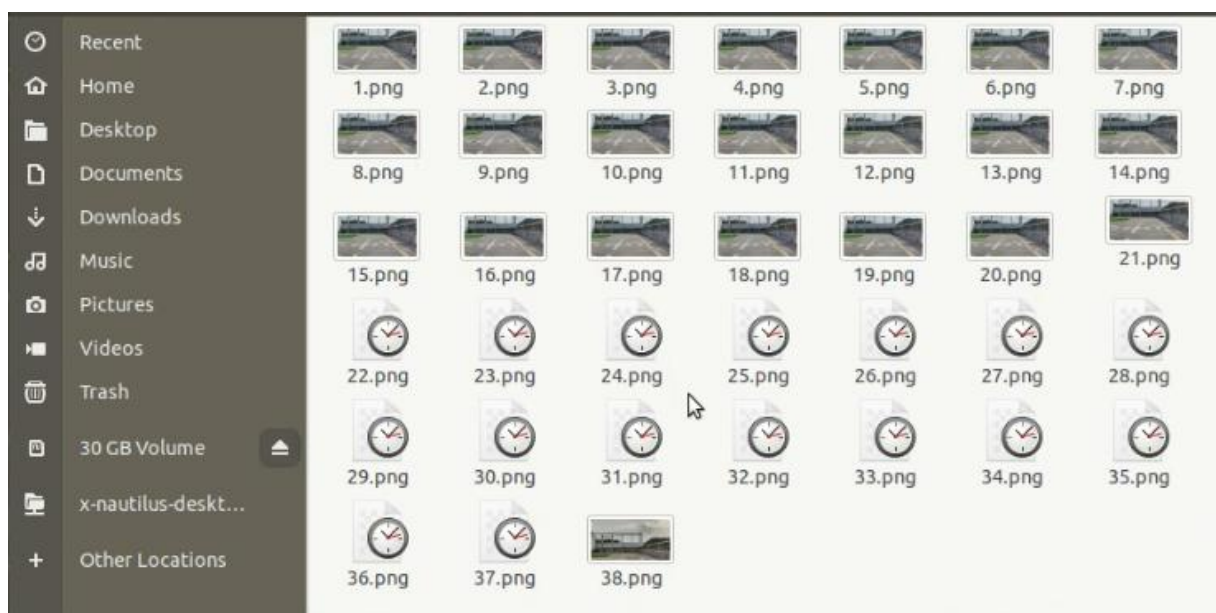 Recent
Home
Desktop
Documents
Downloads
Music
Pictures
Videos
Trash
30 GB Volume
x-nautilus-deskt...
Other Locations
1.png 2.png 3.png 4.png 5.png 6.png 7.png
8.png 9.png 10.png 11.png 12.png 13.png 14.png
15.png 16.png 17.png 18.png 19.png 20.png 21.png
22.png 23.png 24.png 25.png 26.png 27.png 28.png
29.png 30.png 31.png 32.png 33.png 34.png 35.png
36.png 37.png 38.png